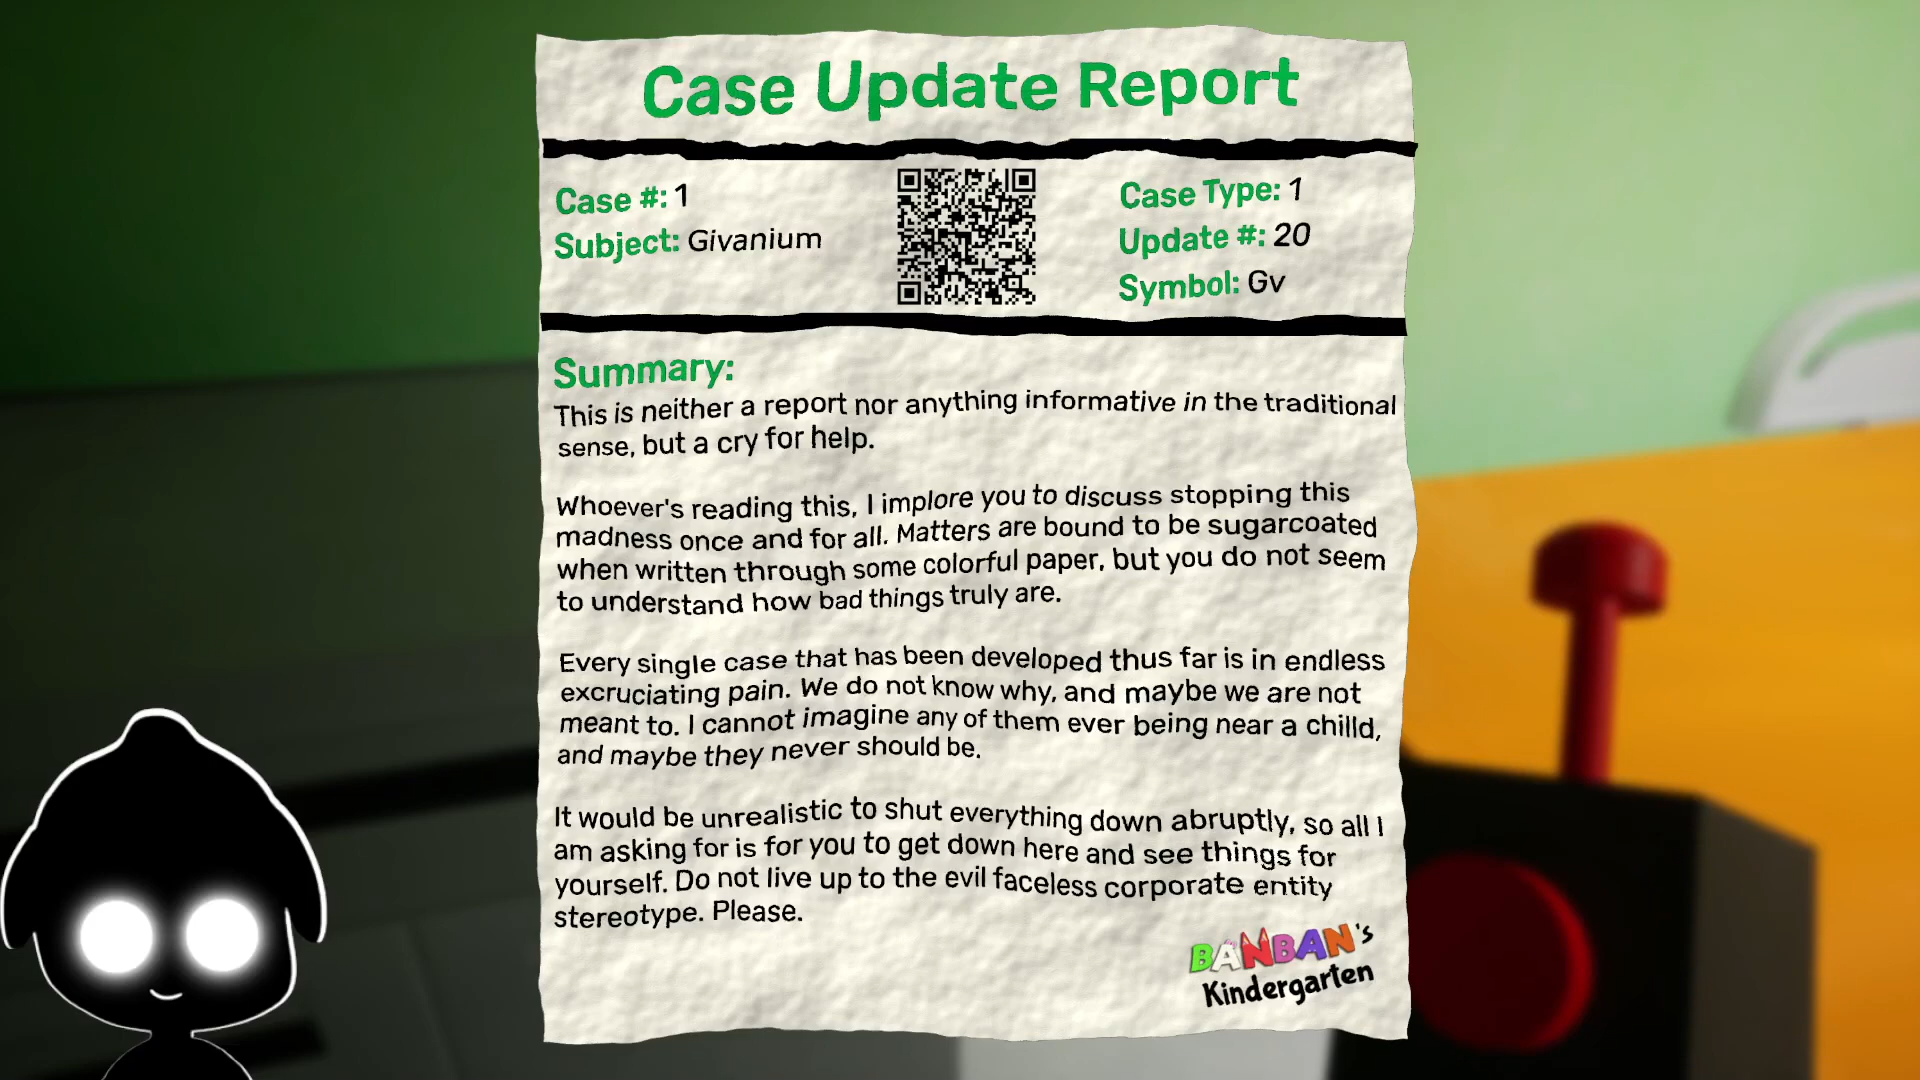 Case Update Report
Case #: 1
Subject: Givanium
Case Type: 1
Update #: 20
Symbol: Gv
Summary:
This is neither a report nor anything informative in the traditional
sense, but a cry for help.
Whoever's reading this, I implore you to discuss stopping this
madness once and for all. Matters are bound to be sugarcoated
when written through some colorful paper, but you do not seem
to understand how bad things truly are.
Every single case that has been developed thus far is in endless
excruciating pain. We do not know why, and maybe we are not
meant to. I cannot imagine any of them ever being near a chilld,
and maybe they never should be.
It would be unrealistic to shut everything down abruptly, so all I
am asking for is for you to get down here and see things for
yourself. Do not live up to the evil faceless corporate entity
stereotype. Please.
BANBAN's
Kindergarten